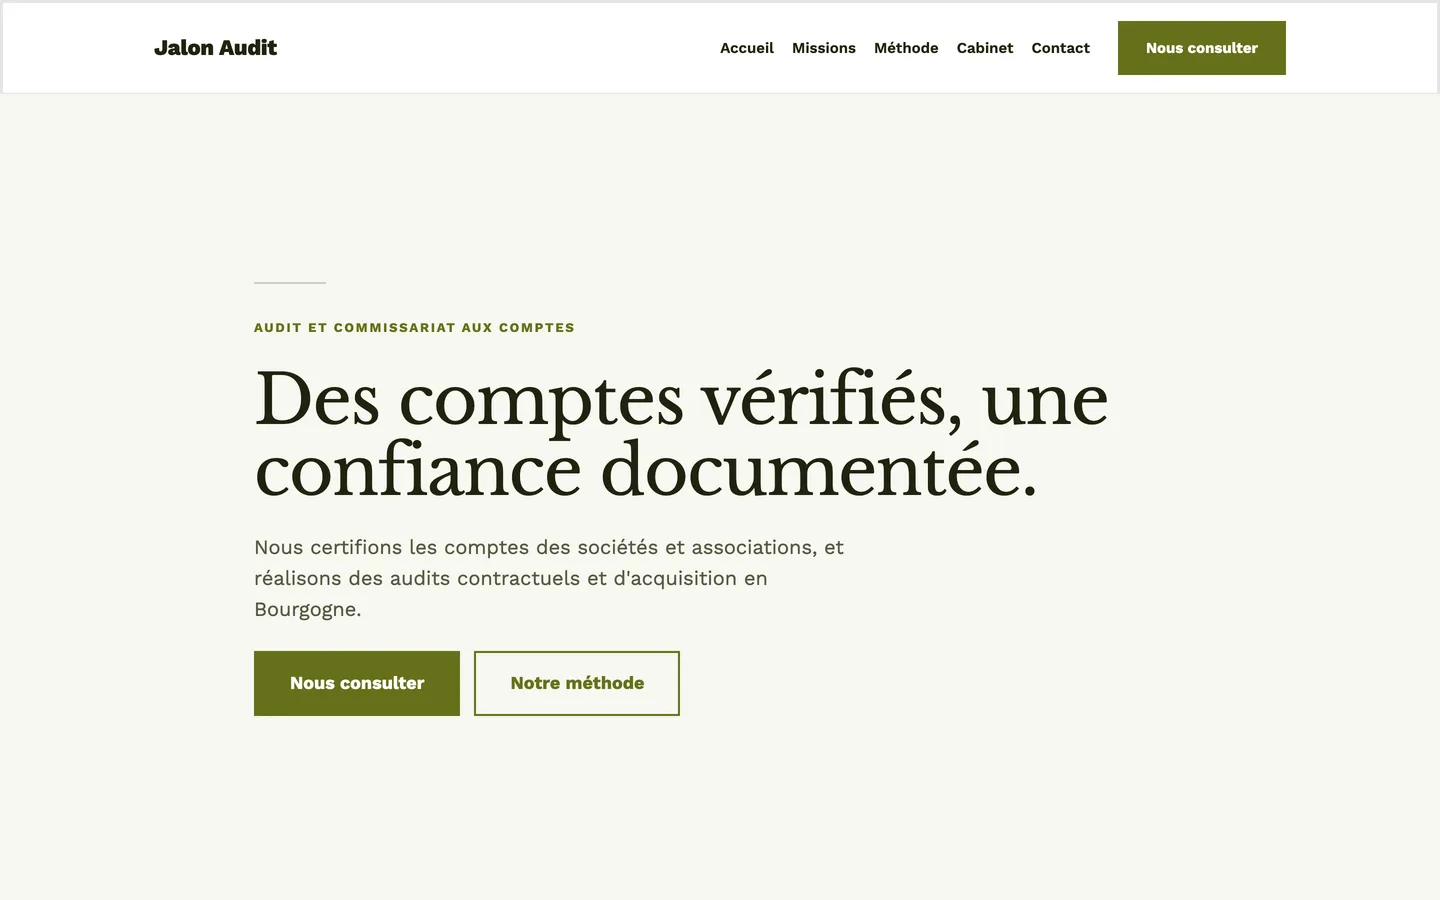 Jalon Audit
Accueil Missions Méthode Cabinet Contact Nous consulter
AUDIT ET COMMISSARIAT AUX COMPTES
Des comptes vérifiés, une
confiance documentée.
Nous certifions les comptes des sociétés et associations, et
réalisons des audits contractuels et d'acquisition en
Bourgogne.
Nous consulter Notre méthode